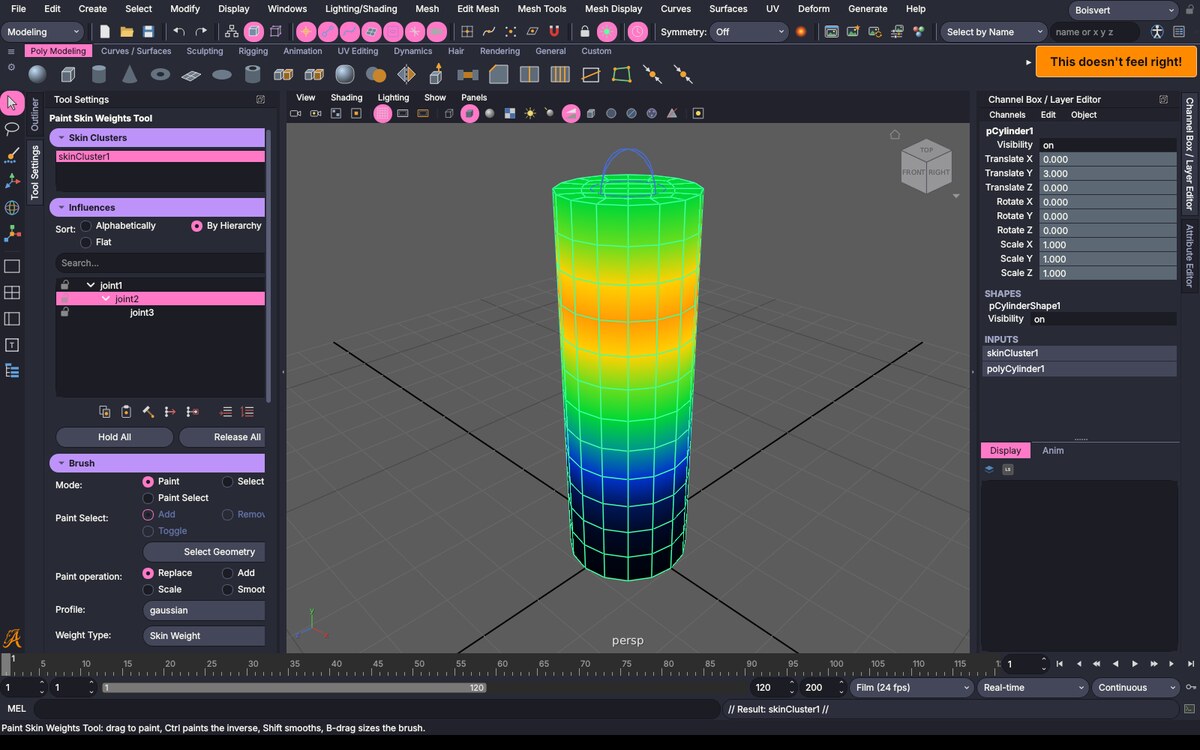 File Edit Create Select Modify Display Windows Lighting/Shading Mesh Edit Mesh Mesh Tools Mesh Display Curves Surfaces UV Deform Generate Help Boisvert
Modeling Symmetry: Off Select by Name name or x y z
Poly Modeling Curves / Surfaces Sculpting Rigging Animation UV Editing Dynamics Hair Rendering General Custom
This doesn't feel right!
Tool Settings
Paint Skin Weights Tool
Skin Clusters
skinCluster1
Influences
Sort: Alphabetically By Hierarchy
Flat
Search...
joint1
joint2
joint3
Hold All Release All
Brush
Mode: Paint Select
Paint Select
Paint Select: Add Remov
Toggle
Select Geometry
Paint operation: Replace Add
Scale Smoot
Profile: gaussian
Weight Type: Skin Weight
Outliner
Tool Settings
View Shading Lighting Show Panels
TOP
FRONT RIGHT
persp
y
Channel Box / Layer Editor
Channels Edit Object
pCylinder1
Visibility on
Translate X 0.000
Translate Y 3.000
Translate Z 0.000
Rotate X 0.000
Rotate Y 0.000
Rotate Z 0.000
Scale X 1.000
Scale Y 1.000
Scale Z 1.000
SHAPES
pCylinderShape1
Visibility on
INPUTS
skinCluster1
polyCylinder1
Display Anim
Channel Box / Layer Editor
Attribute Editor
1 5 10 15 20 25 30 35 40 45 50 55 60 65 70 75 80 85 90 95 100 105 110 115 1
1 1 1 120 120 200 Film (24 fps) Real-time Continuous
MEL // Result: skinCluster1 //
Paint Skin Weights Tool: drag to paint, Ctrl paints the inverse, Shift smooths, B-drag sizes the brush.